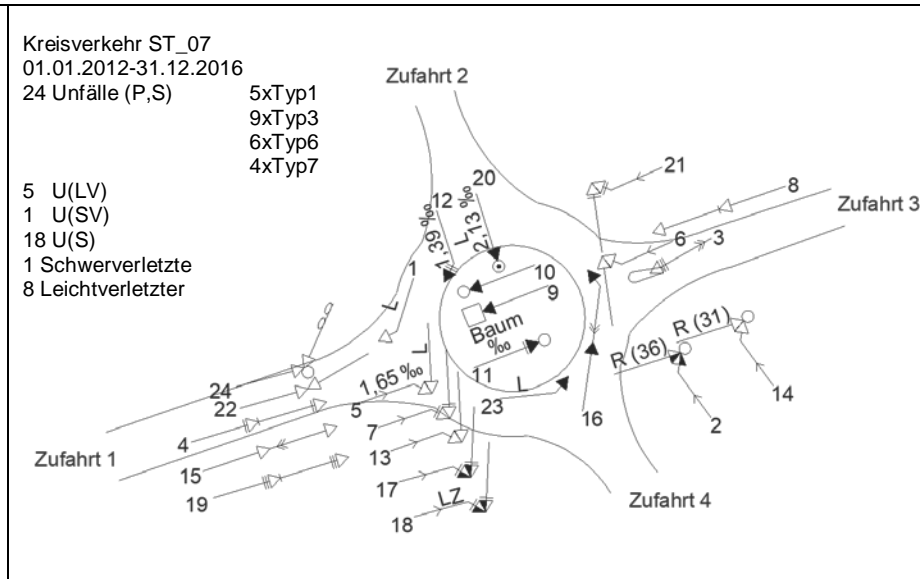 Kreisverkehr ST_07
01.01.2012-31.12.2016
24 Unfälle (P,S) 5xTyp1
9xTyp3
6xTyp6
4xTyp7
5 U(LV)
1 U(SV)
18 U(S)
1 Schwerverletzte
8 Leichtverletzter
Zufahrt 2
Zufahrt 3
Zufahrt 1
Zufahrt 4
21
8
6
3
12
20
1,39 ‰
L
2,13 ‰
1
L
10
9
Baum
‰
11
L
L
23
16
R (36)
R (31)
14
2
24
22
1,65 ‰
5
4
7
15
13
19
17
LZ
18